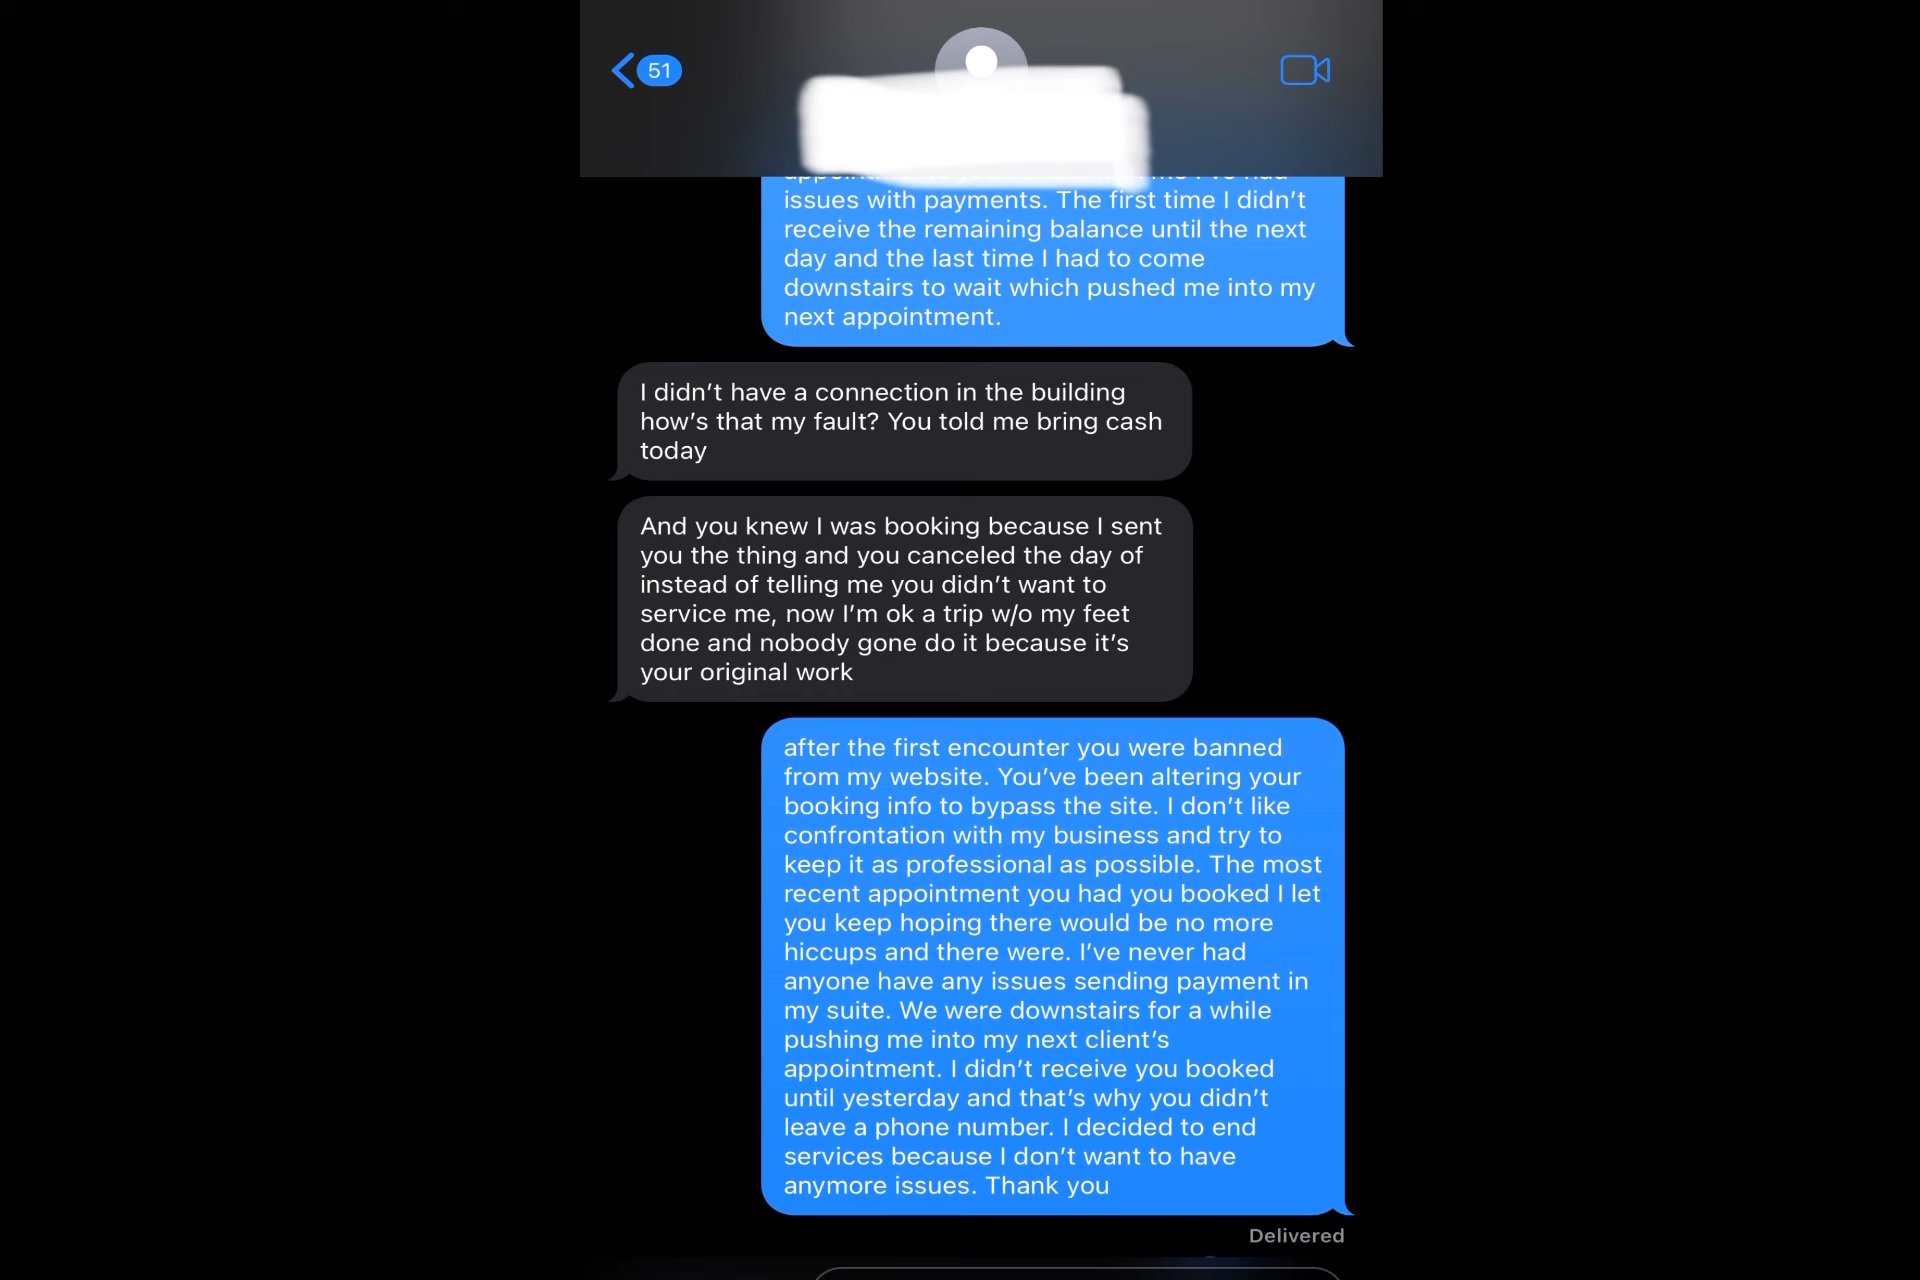 51
issues with payments. The first time I didn't
receive the remaining balance until the next
day and the last time I had to come
downstairs to wait which pushed me into my
next appointment.
I didn't have a connection in the building
how's that my fault? You told me bring cash
today
And you knew I was booking because I sent
you the thing and you canceled the day of
instead of telling me you didn't want to
service me, now I'm ok a trip w/o my feet
done and nobody gone do it because it's
your original work
after the first encounter you were banned
from my website. You've been altering your
booking info to bypass the site. I don't like
confrontation with my business and try to
keep it as professional as possible. The most
recent appointment you had you booked I let
you keep hoping there would be no more
hiccups and there were. I've never had
anyone have any issues sending payment in
my suite. We were downstairs for a while
pushing me into my next client's
appointment. I didn't receive you booked
until yesterday and that's why you didn't
leave a phone number. I decided to end
services because I don't want to have
anymore issues. Thank you
Delivered